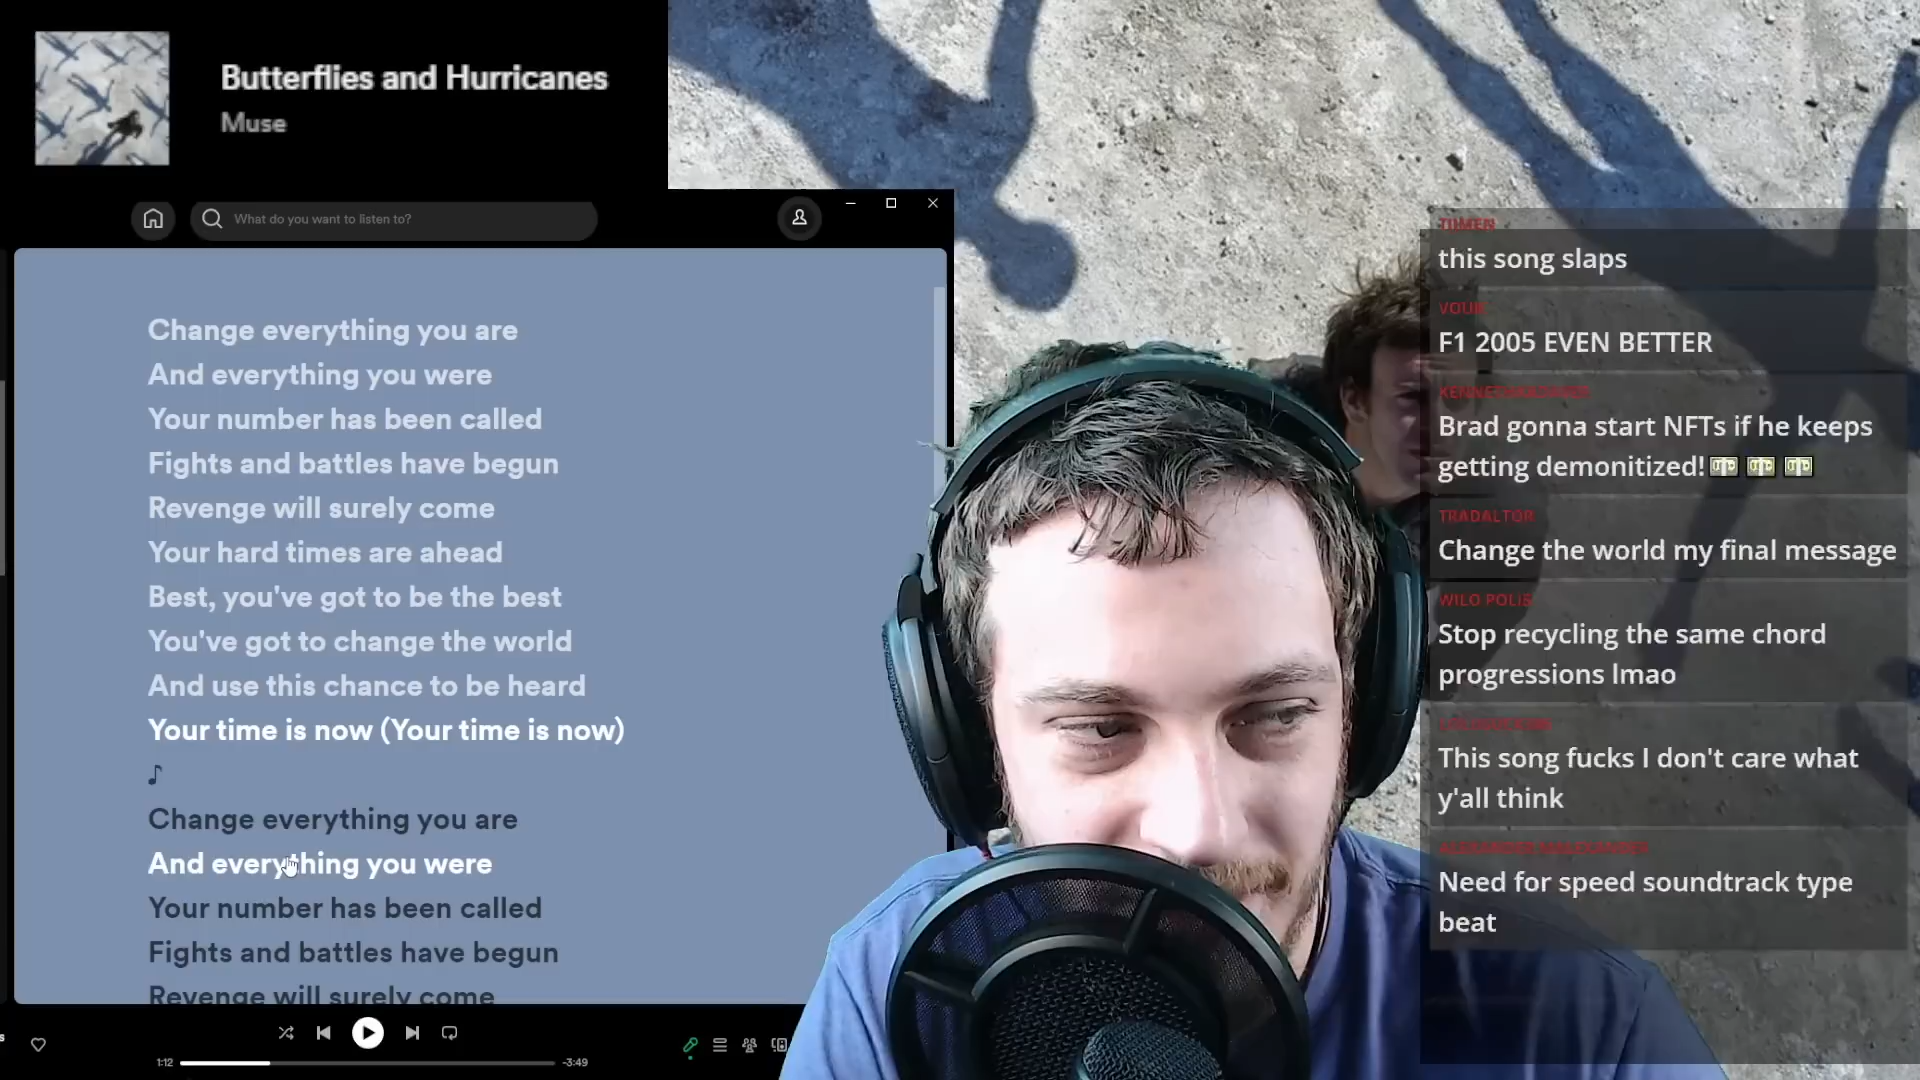 Butterflies and Hurricanes
Muse
What do you want to listen to?
Change everything you are
And everything you were
Your number has been called
Fights and battles have begun
Revenge will surely come
Your hard times are ahead
Best, you've got to be the best
You've got to change the world
And use this chance to be heard
Your time is now (Your time is now)
Change everything you are
And everything you were
Your number has been called
Fights and battles have begun
Revenge will surely come
1:12
-3:49
this song slaps
F1 2005 EVEN BETTER
Brad gonna start NFTs if he keeps
getting demonitized!
TRADALTOR
Change the world my final message
WILO POLIS
Stop recycling the same chord
progressions lmao
This song fucks I don't care what
y'all think
Need for speed soundtrack type
beat